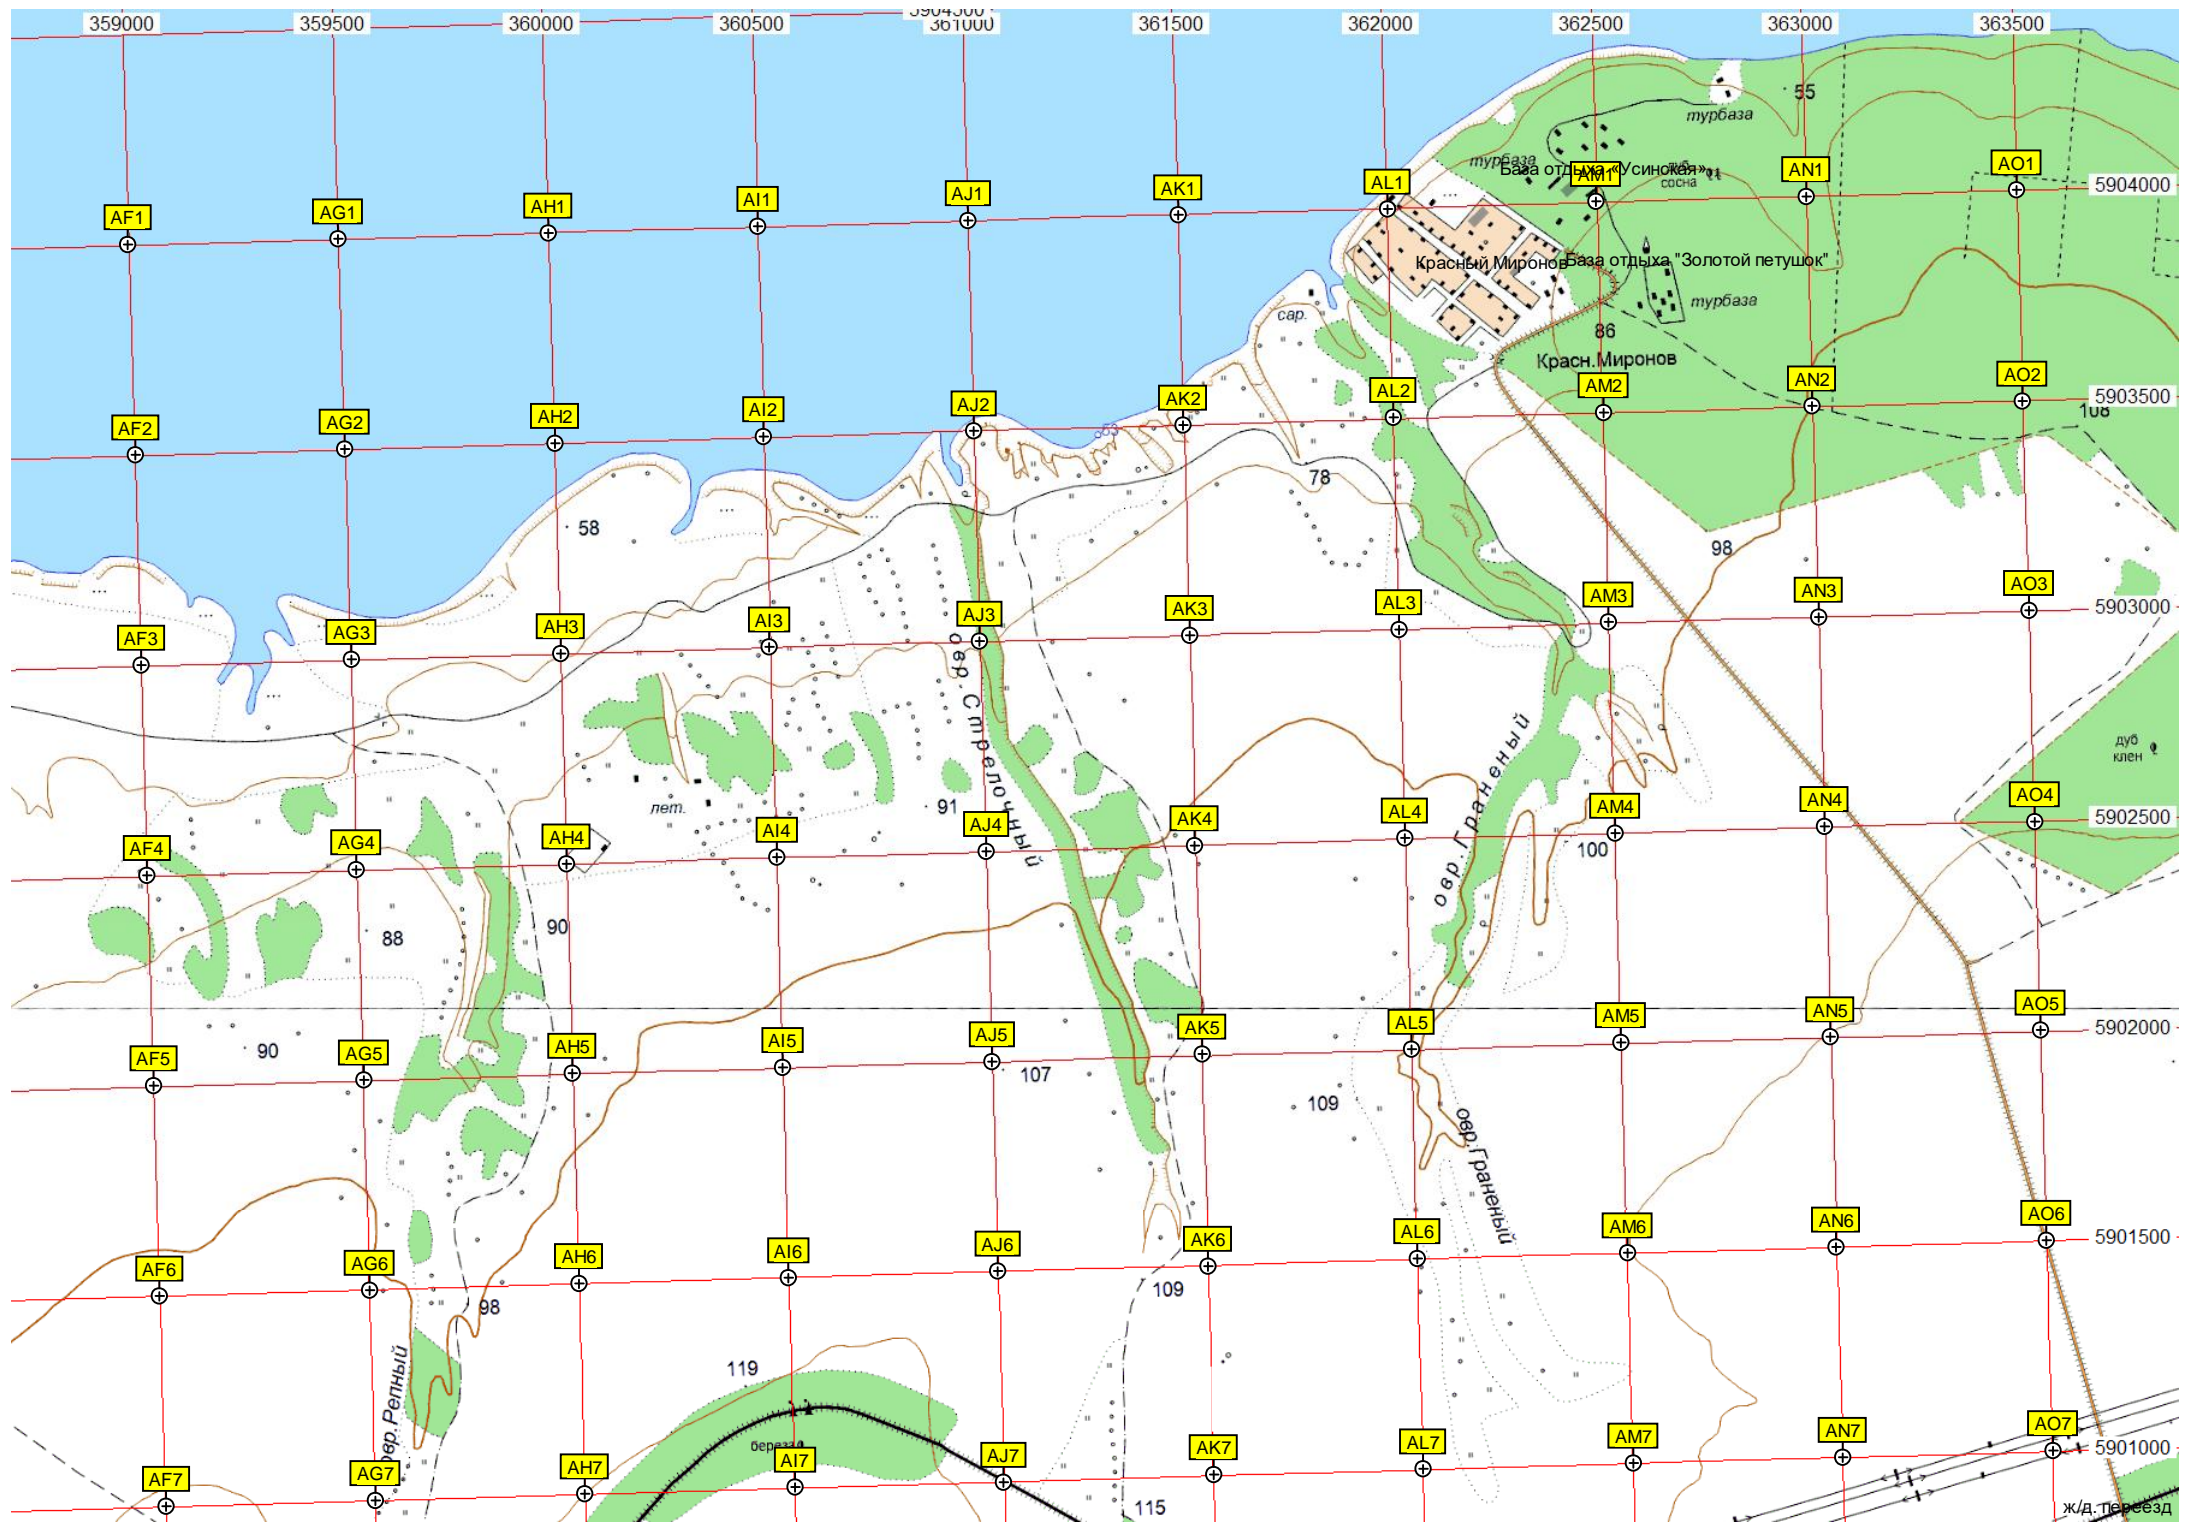 5904500
359000 359500 360000 360500 361000 361500 362000 362500 363000 363500
55
турбаза
турбаза
База отдыха «Усинская»
дуб
сосна
AF1 AG1 AH1 AI1 AJ1 AK1 AL1 AM1 AN1 AO1
5904000
Красный Миронов
База отдыха "Золотой петушок"
турбаза
сар.
86
Красн.Миронов
AF2 AG2 AH2 AI2 AJ2 AK2 AL2 AM2 AN2 AO2
5903500
108
53
78
58
98
AF3 AG3 AH3 AI3 AJ3 AK3 AL3 AM3 AN3 AO3
5903000
овр. Стрелочный
овр. Граненый
дуб
клен
лет.
91
AF4 AG4 AH4 AI4 AJ4 AK4 AL4 AM4 AN4 AO4
5902500
100
88
90
AF5 AG5 AH5 AI5 AJ5 AK5 AL5 AM5 AN5 AO5
5902000
90
107
109
овр.Граненый
AF6 AG6 AH6 AI6 AJ6 AK6 AL6 AM6 AN6 AO6
5901500
98
109
овр.Репный
119
береза
AF7 AG7 AH7 AI7 AJ7 AK7 AL7 AM7 AN7 AO7
5901000
115
ж/д. переезд